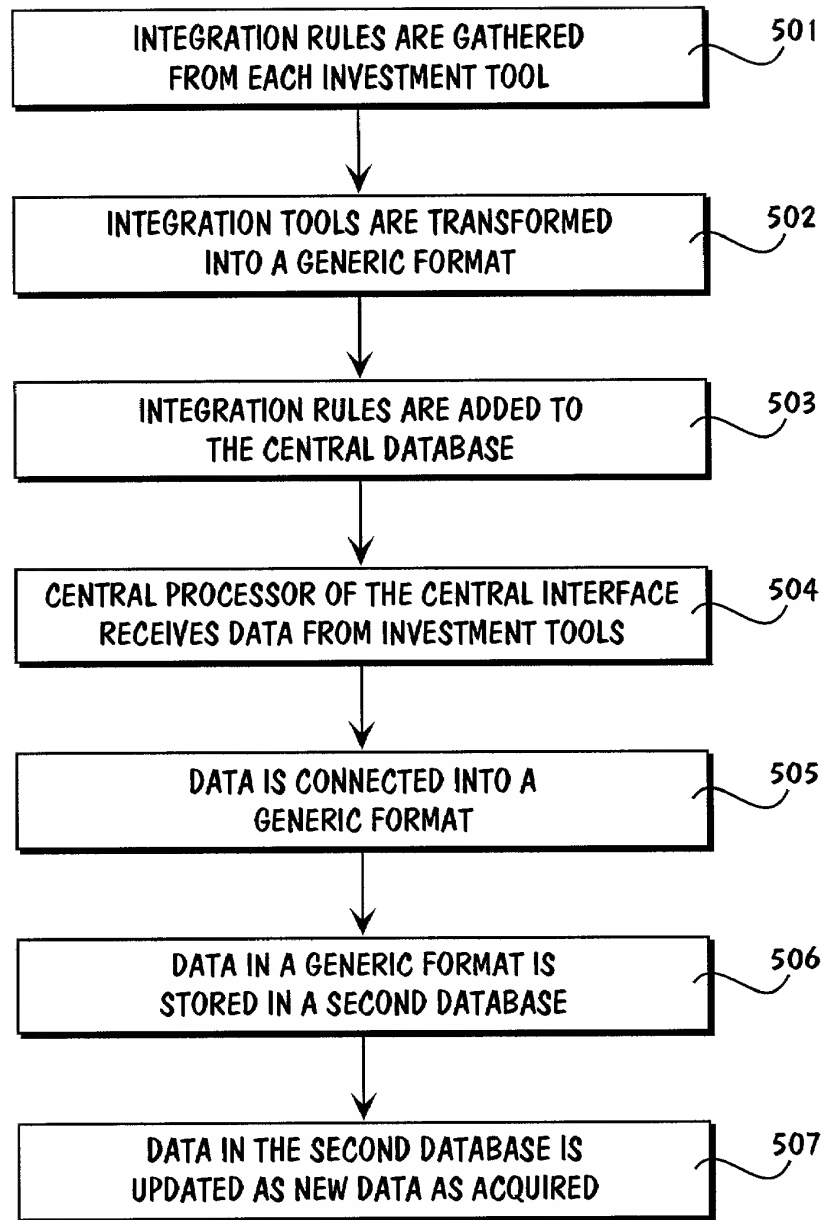 INTEGRATION RULES ARE GATHERED
FROM EACH INVESTMENT TOOL
501
INTEGRATION TOOLS ARE TRANSFORMED
INTO A GENERIC FORMAT
502
INTEGRATION RULES ARE ADDED TO
THE CENTRAL DATABASE
503
CENTRAL PROCESSOR OF THE CENTRAL INTERFACE
RECEIVES DATA FROM INVESTMENT TOOLS
504
DATA IS CONNECTED INTO A
GENERIC FORMAT
505
DATA IN A GENERIC FORMAT IS
STORED IN A SECOND DATABASE
506
DATA IN THE SECOND DATABASE IS
UPDATED AS NEW DATA AS ACQUIRED
507